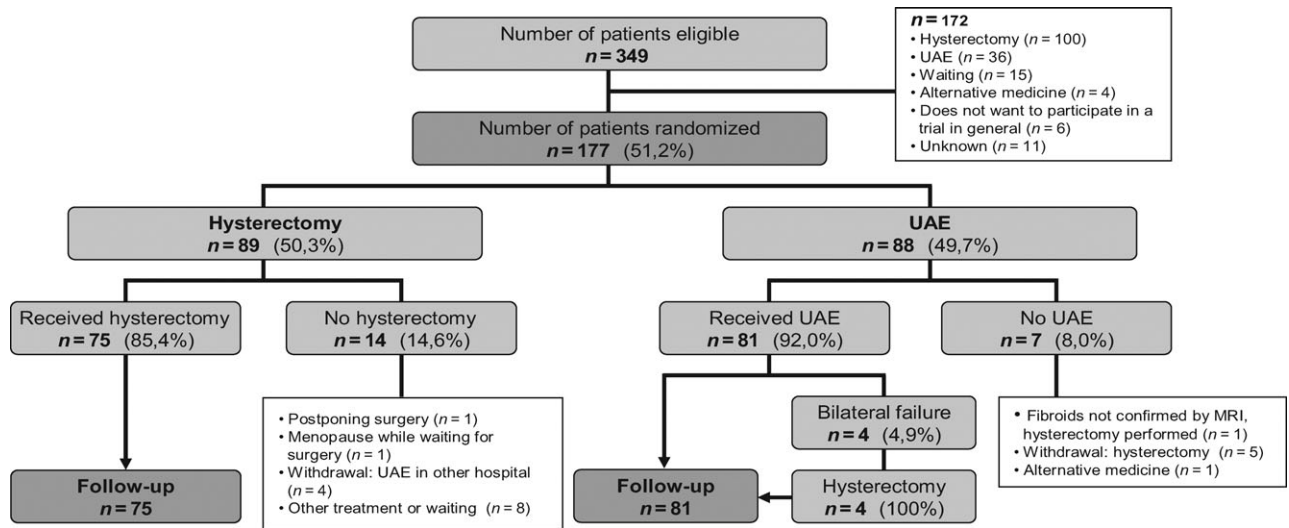 Number of patients eligible
n = 349
n = 172
• Hysterectomy (n = 100)
• UAE (n = 36)
• Waiting (n = 15)
• Alternative medicine (n = 4)
• Does not want to participate in a
trial in general (n = 6)
• Unknown (n = 11)
Number of patients randomized
n = 177 (51,2%)
Hysterectomy
n = 89 (50,3%)
UAE
n = 88 (49,7%)
Received hysterectomy
n = 75 (85,4%)
No hysterectomy
n = 14 (14,6%)
Received UAE
n = 81 (92,0%)
No UAE
n = 7 (8,0%)
• Postponing surgery (n = 1)
• Menopause while waiting for
surgery (n = 1)
• Withdrawal: UAE in other hospital
(n = 4)
• Other treatment or waiting (n = 8)
Bilateral failure
n = 4 (4,9%)
• Fibroids not confirmed by MRI,
hysterectomy performed (n = 1)
• Withdrawal: hysterectomy (n = 5)
• Alternative medicine (n = 1)
Follow-up
n = 75
Follow-up
n = 81
Hysterectomy
n = 4 (100%)